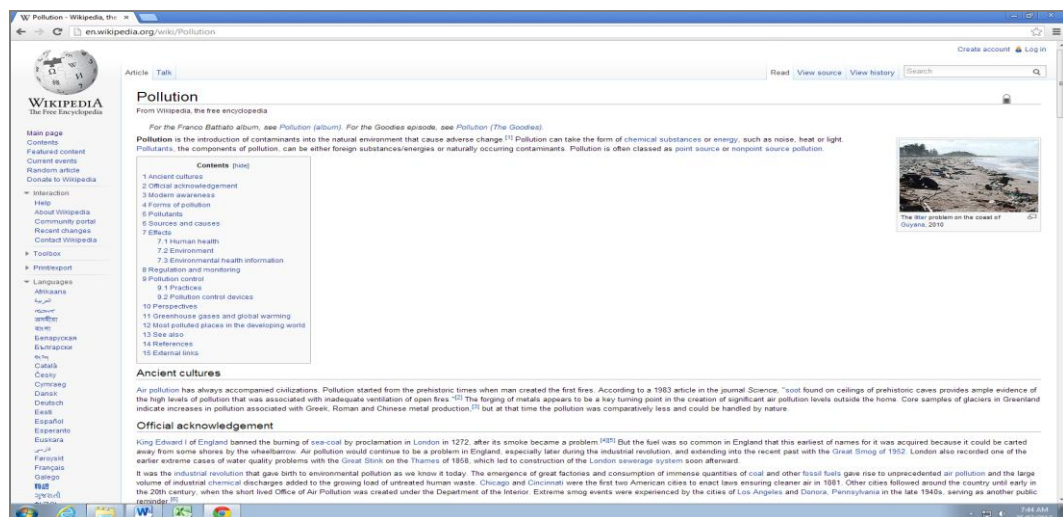 Pollution - Wikipedia, the
en.wikipedia.org/wiki/Pollution
Create account Log in
Article Talk
Read View source View history Search
WIKIPEDIA
The Free Encyclopedia
Main page
Contents
Featured content
Current events
Random article
Donate to Wikipedia
Interaction
Help
About Wikipedia
Community portal
Recent changes
Contact Wikipedia
Toolbox
Print/export
Languages
Afrikaans
العربية
অসমীয়া
বাংলা
Беларуская
Български
Català
Česky
Cymraeg
Dansk
Deutsch
Eesti
Español
Esperanto
Euskara
فارسی
Føroyskt
Français
Galego
ગુજરાતી
Pollution
From Wikipedia, the free encyclopedia
For the Franco Battiato album, see Pollution (album). For the Goodies episode, see Pollution (The Goodies).
Pollution is the introduction of contaminants into the natural environment that cause adverse change.[1] Pollution can take the form of chemical substances or energy, such as noise, heat or light.
Pollutants, the components of pollution, can be either foreign substances/energies or naturally occurring contaminants. Pollution is often classed as point source or nonpoint source pollution.
The litter problem on the coast of
Guyana, 2010
Contents [hide]
1 Ancient cultures
2 Official acknowledgement
3 Modern awareness
4 Forms of pollution
5 Pollutants
6 Sources and causes
7 Effects
7.1 Human health
7.2 Environment
7.3 Environmental health information
8 Regulation and monitoring
9 Pollution control
9.1 Practices
9.2 Pollution control devices
10 Perspectives
11 Greenhouse gases and global warming
12 Most polluted places in the developing world
13 See also
14 References
15 External links
Ancient cultures
Air pollution has always accompanied civilizations. Pollution started from the prehistoric times when man created the first fires. According to a 1983 article in the journal Science, "soot found on ceilings of prehistoric caves provides ample evidence of
the high levels of pollution that was associated with inadequate ventilation of open fires."[2] The forging of metals appears to be a key turning point in the creation of significant air pollution levels outside the home. Core samples of glaciers in Greenland
indicate increases in pollution associated with Greek, Roman and Chinese metal production,[3] but at that time the pollution was comparatively less and could be handled by nature.
Official acknowledgement
King Edward I of England banned the burning of sea-coal by proclamation in London in 1272, after its smoke became a problem.[4][5] But the fuel was so common in England that this earliest of names for it was acquired because it could be carted
away from some shores by the wheelbarrow. Air pollution would continue to be a problem in England, especially later during the industrial revolution, and extending into the recent past with the Great Smog of 1952. London also recorded one of the
earlier extreme cases of water quality problems with the Great Stink on the Thames of 1858, which led to construction of the London sewerage system soon afterward.
It was the industrial revolution that gave birth to environmental pollution as we know it today. The emergence of great factories and consumption of immense quantities of coal and other fossil fuels gave rise to unprecedented air pollution and the large
volume of industrial chemical discharges added to the growing load of untreated human waste. Chicago and Cincinnati were the first two American cities to enact laws ensuring cleaner air in 1881. Other cities followed around the country until early in
the 20th century, when the short lived Office of Air Pollution was created under the Department of the Interior. Extreme smog events were experienced by the cities of Los Angeles and Donora, Pennsylvania in the late 1940s, serving as another public
reminder.[6]
7:44 AM